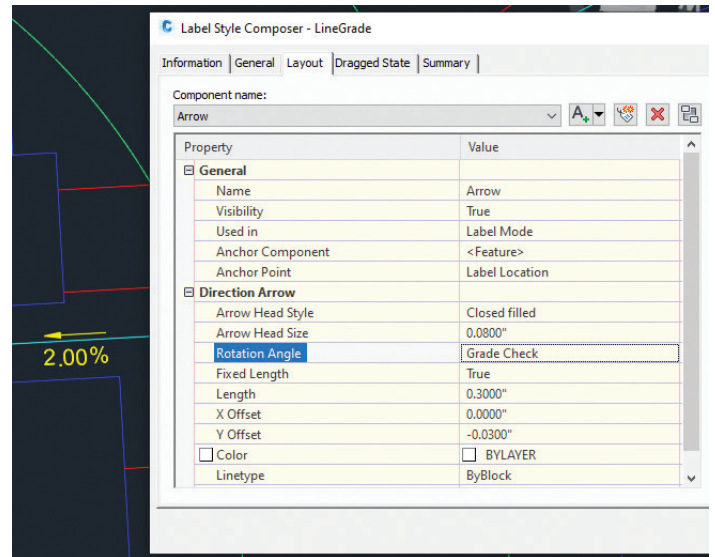 Label Style Composer - LineGrade
Information General Layout Dragged State Summary
Component name:
Arrow
Property Value
General
Name Arrow
Visibility True
Used in Label Mode
Anchor Component <Feature>
Anchor Point Label Location
Direction Arrow
Arrow Head Style Closed filled
Arrow Head Size 0.0800"
Rotation Angle Grade Check
Fixed Length True
Length 0.3000"
X Offset 0.0000"
Y Offset -0.0300"
Color BYLAYER
Linetype ByBlock
2.00%